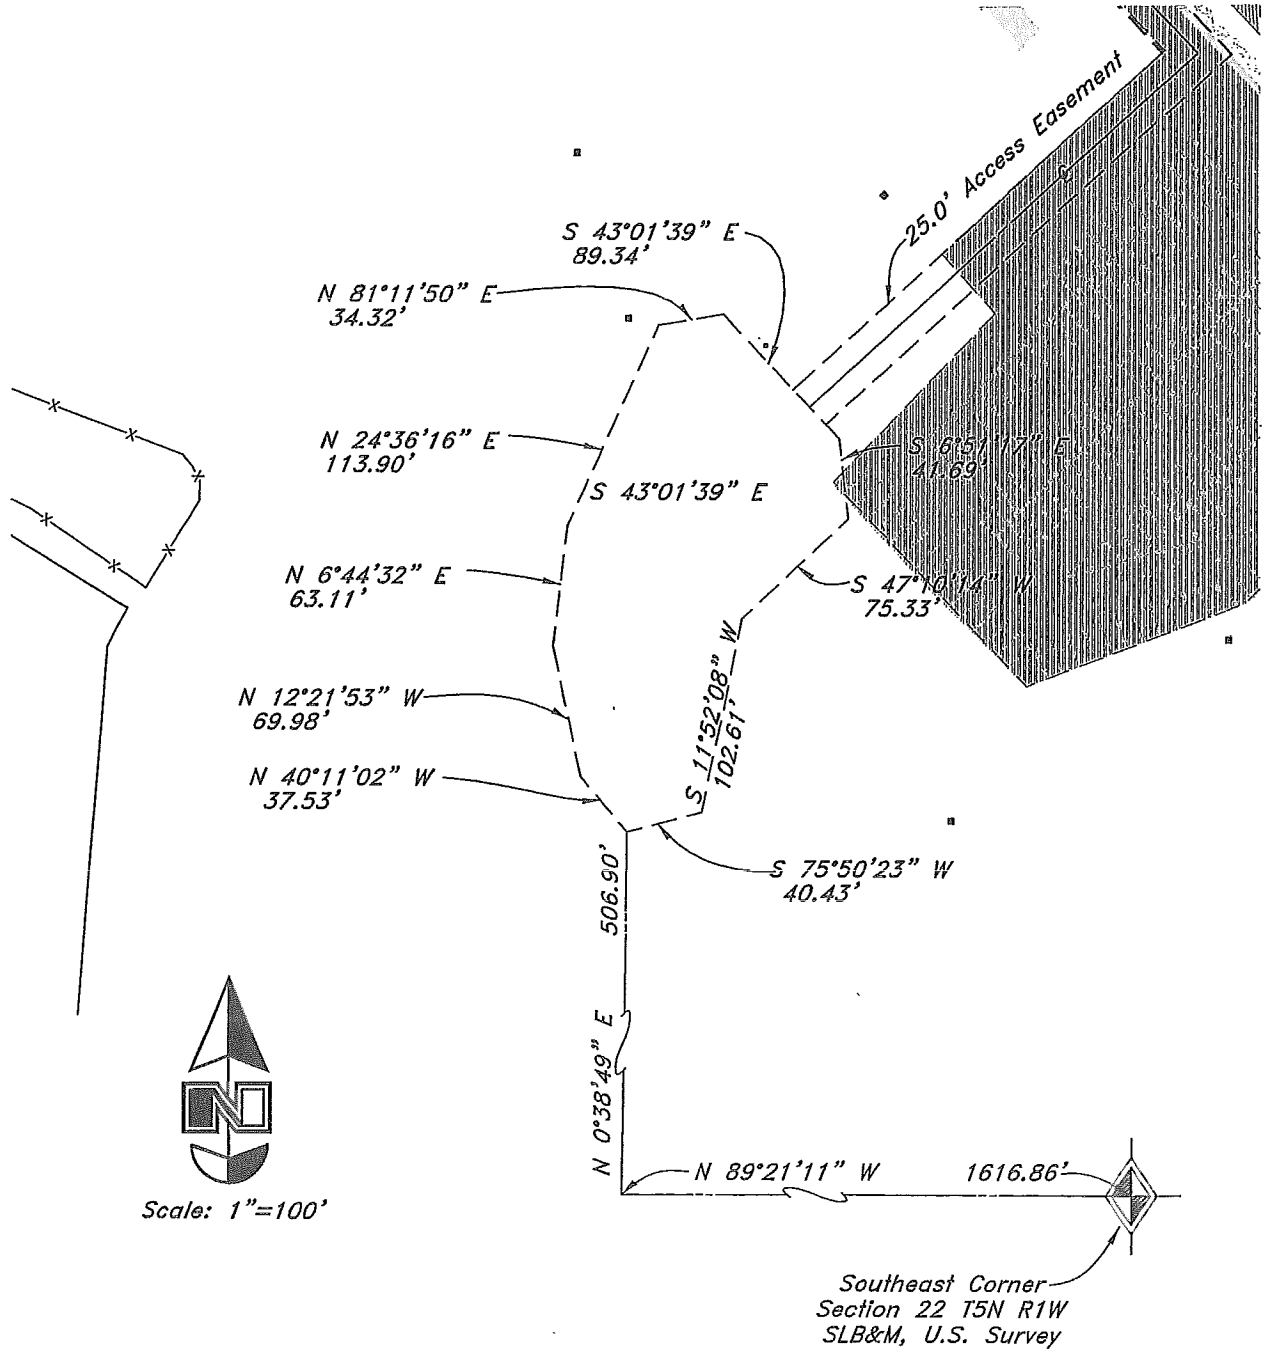 25.0' Access Easement
S 43°01'39" E
89.34'
N 81°11'50" E
34.32'
N 24°36'16" E
113.90'
S 6°51'17" E
41.69'
S 43°01'39" E
N 6°44'32" E
63.11'
S 47°10'14" W
75.33'
S 11°52'08" W
102.61'
N 12°21'53" W
69.98'
N 40°11'02" W
37.53'
S 75°50'23" W
40.43'
506.90'
N 0°38'49" E
N
N 89°21'11" W
1616.86'
Scale: 1"=100'
Southeast Corner
Section 22 T5N R1W
SLB&M, U.S. Survey